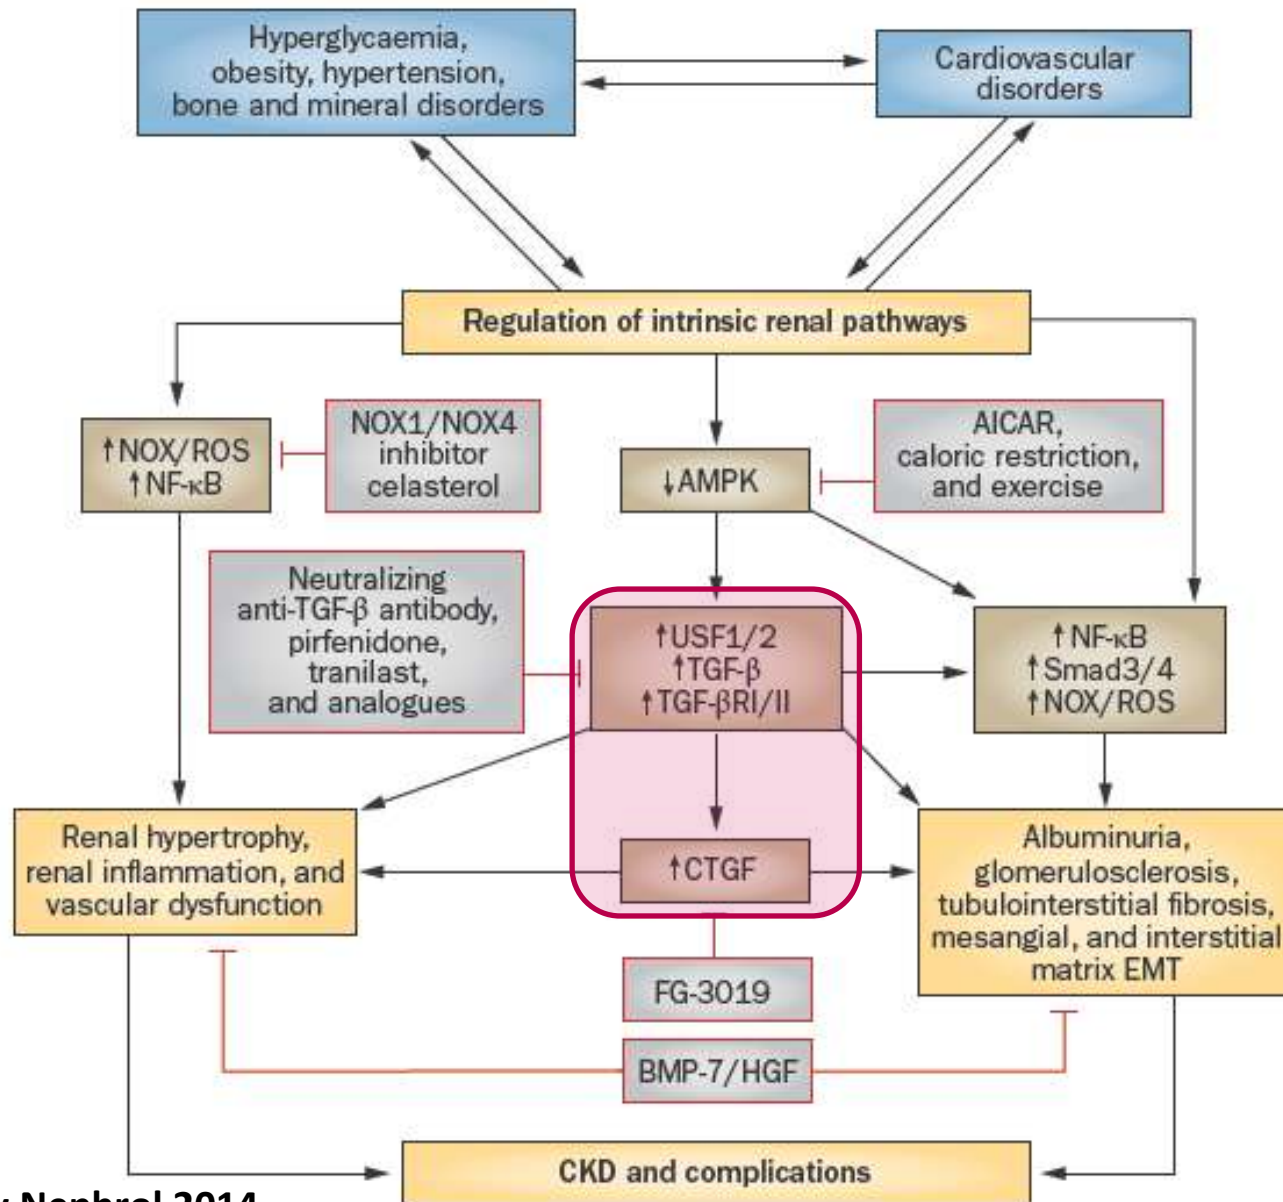 Hyperglycaemia,
obesity, hypertension,
bone and mineral disorders
Cardiovascular
disorders
Regulation of intrinsic renal pathways
↑NOX/ROS
↑NF-κB
NOX1/NOX4
inhibitor
celasterol
↓AMPK
AICAR,
caloric restriction,
and exercise
Neutralizing
anti-TGF-β antibody,
pirfenidone,
tranilast,
and analogues
↑USF1/2
↑TGF-β
↑TGF-βRI/II
↑NF-κB
↑Smad3/4
↑NOX/ROS
Renal hypertrophy,
renal inflammation, and
vascular dysfunction
↑CTGF
Albuminuria,
glomerulosclerosis,
tubulointerstitial fibrosis,
mesangial, and interstitial
matrix EMT
FG-3019
BMP-7/HGF
CKD and complications
Nephrol 2014